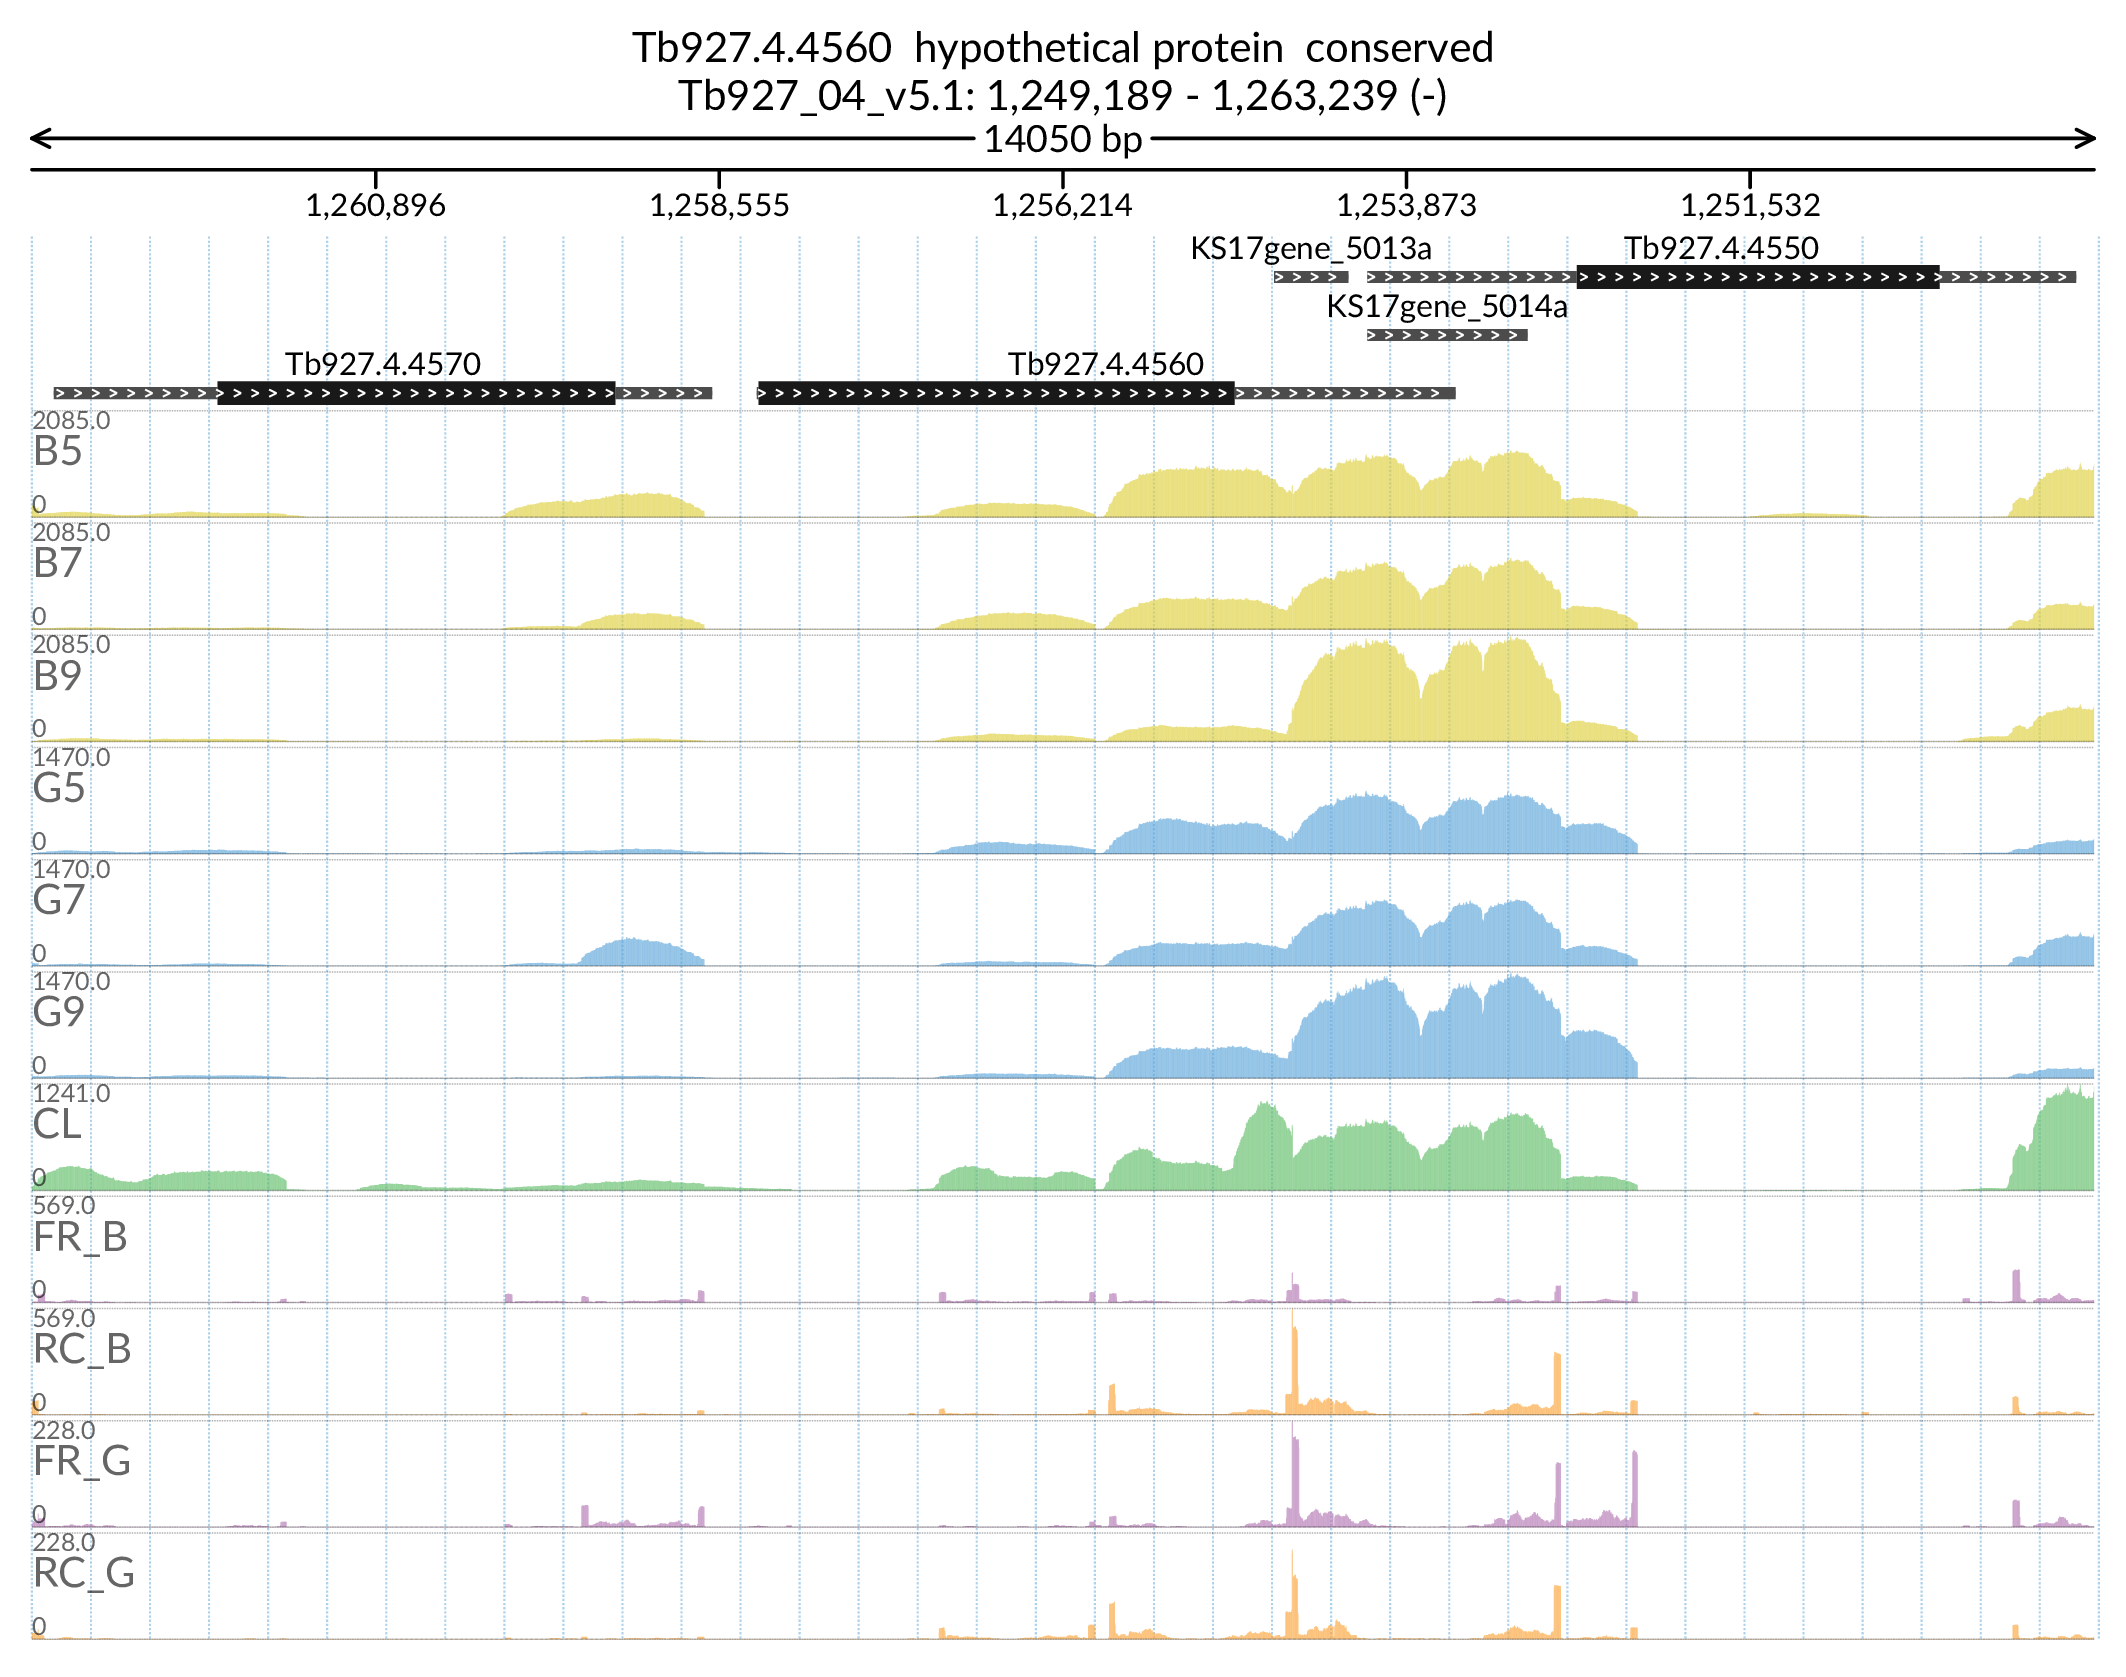 Tb927.4.4560  hypothetical protein  conserved
Tb927_04_v5.1: 1,249,189 - 1,263,239 (-)
14050 bp
1,260,896 1,258,555 1,256,214 1,253,873 1,251,532
KS17gene_5013a Tb927.4.4550
KS17gene_5014a
Tb927.4.4570 Tb927.4.4560
2085.0
B5
0
2085.0
B7
0
2085.0
B9
0
1470.0
G5
0
1470.0
G7
0
1470.0
G9
0
1241.0
CL
0
569.0
FR_B
0
569.0
RC_B
0
228.0
FR_G
0
228.0
RC_G
0